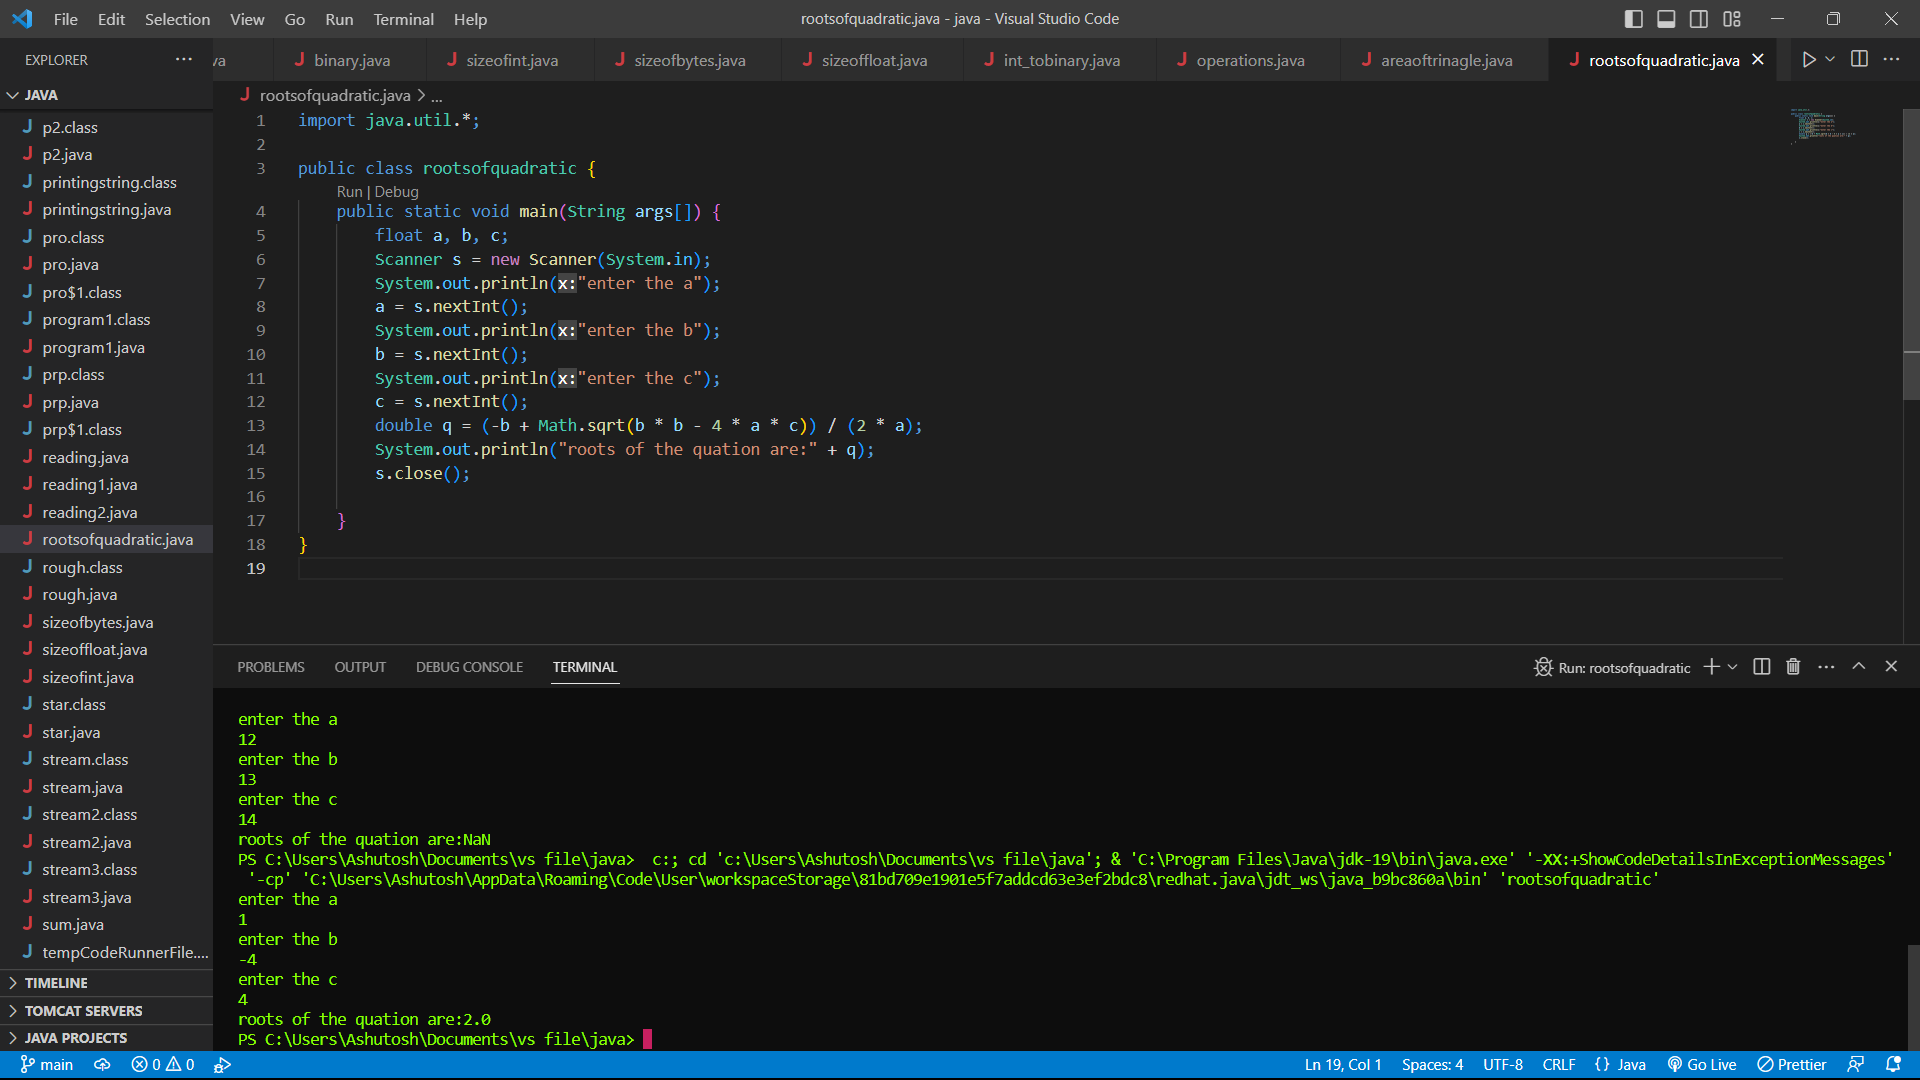 File Edit Selection View Go Run Terminal Help
rootsofquadratic.java - java - Visual Studio Code
EXPLORER
va
binary.java
sizeofint.java
sizeofbytes.java
sizeoffloat.java
int_tobinary.java
operations.java
areaoftrinagle.java
rootsofquadratic.java
JAVA
p2.class
p2.java
printingstring.class
printingstring.java
pro.class
pro.java
pro$1.class
program1.class
program1.java
prp.class
prp.java
prp$1.class
reading.java
reading1.java
reading2.java
rootsofquadratic.java
rough.class
rough.java
sizeofbytes.java
sizeoffloat.java
sizeofint.java
star.class
star.java
stream.class
stream.java
stream2.class
stream2.java
stream3.class
stream3.java
sum.java
tempCodeRunnerFile....
TIMELINE
TOMCAT SERVERS
JAVA PROJECTS
rootsofquadratic.java > ...
1 import java.util.*;
2
3 public class rootsofquadratic {
Run | Debug
4 public static void main(String args[]) {
5 float a, b, c;
6 Scanner s = new Scanner(System.in);
7 System.out.println(x:"enter the a");
8 a = s.nextInt();
9 System.out.println(x:"enter the b");
10 b = s.nextInt();
11 System.out.println(x:"enter the c");
12 c = s.nextInt();
13 double q = (-b + Math.sqrt(b * b - 4 * a * c)) / (2 * a);
14 System.out.println("roots of the quation are:" + q);
15 s.close();
16
17 }
18 }
19
PROBLEMS OUTPUT DEBUG CONSOLE TERMINAL
Run: rootsofquadratic
enter the a
12
enter the b
13
enter the c
14
roots of the quation are:NaN
PS C:\Users\Ashutosh\Documents\vs file\java>  c:; cd 'c:\Users\Ashutosh\Documents\vs file\java'; & 'C:\Program Files\Java\jdk-19\bin\java.exe' '-XX:+ShowCodeDetailsInExceptionMessages'
'-cp' 'C:\Users\Ashutosh\AppData\Roaming\Code\User\workspaceStorage\81bd709e1901e5f7addcd63e3ef2bdc8\redhat.java\jdt_ws\java_b9bc860a\bin' 'rootsofquadratic'
enter the a
1
enter the b
-4
enter the c
4
roots of the quation are:2.0
PS C:\Users\Ashutosh\Documents\vs file\java>
main 0 0
Ln 19, Col 1 Spaces: 4 UTF-8 CRLF {} Java Go Live Prettier